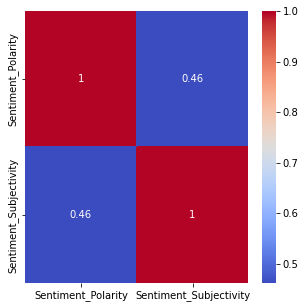 Sentiment_Polarity
Sentiment_Subjectivity
1
0.46
0.46
1
Sentiment_Polarity
Sentiment_Subjectivity
1.0
0.9
0.8
0.7
0.6
0.5